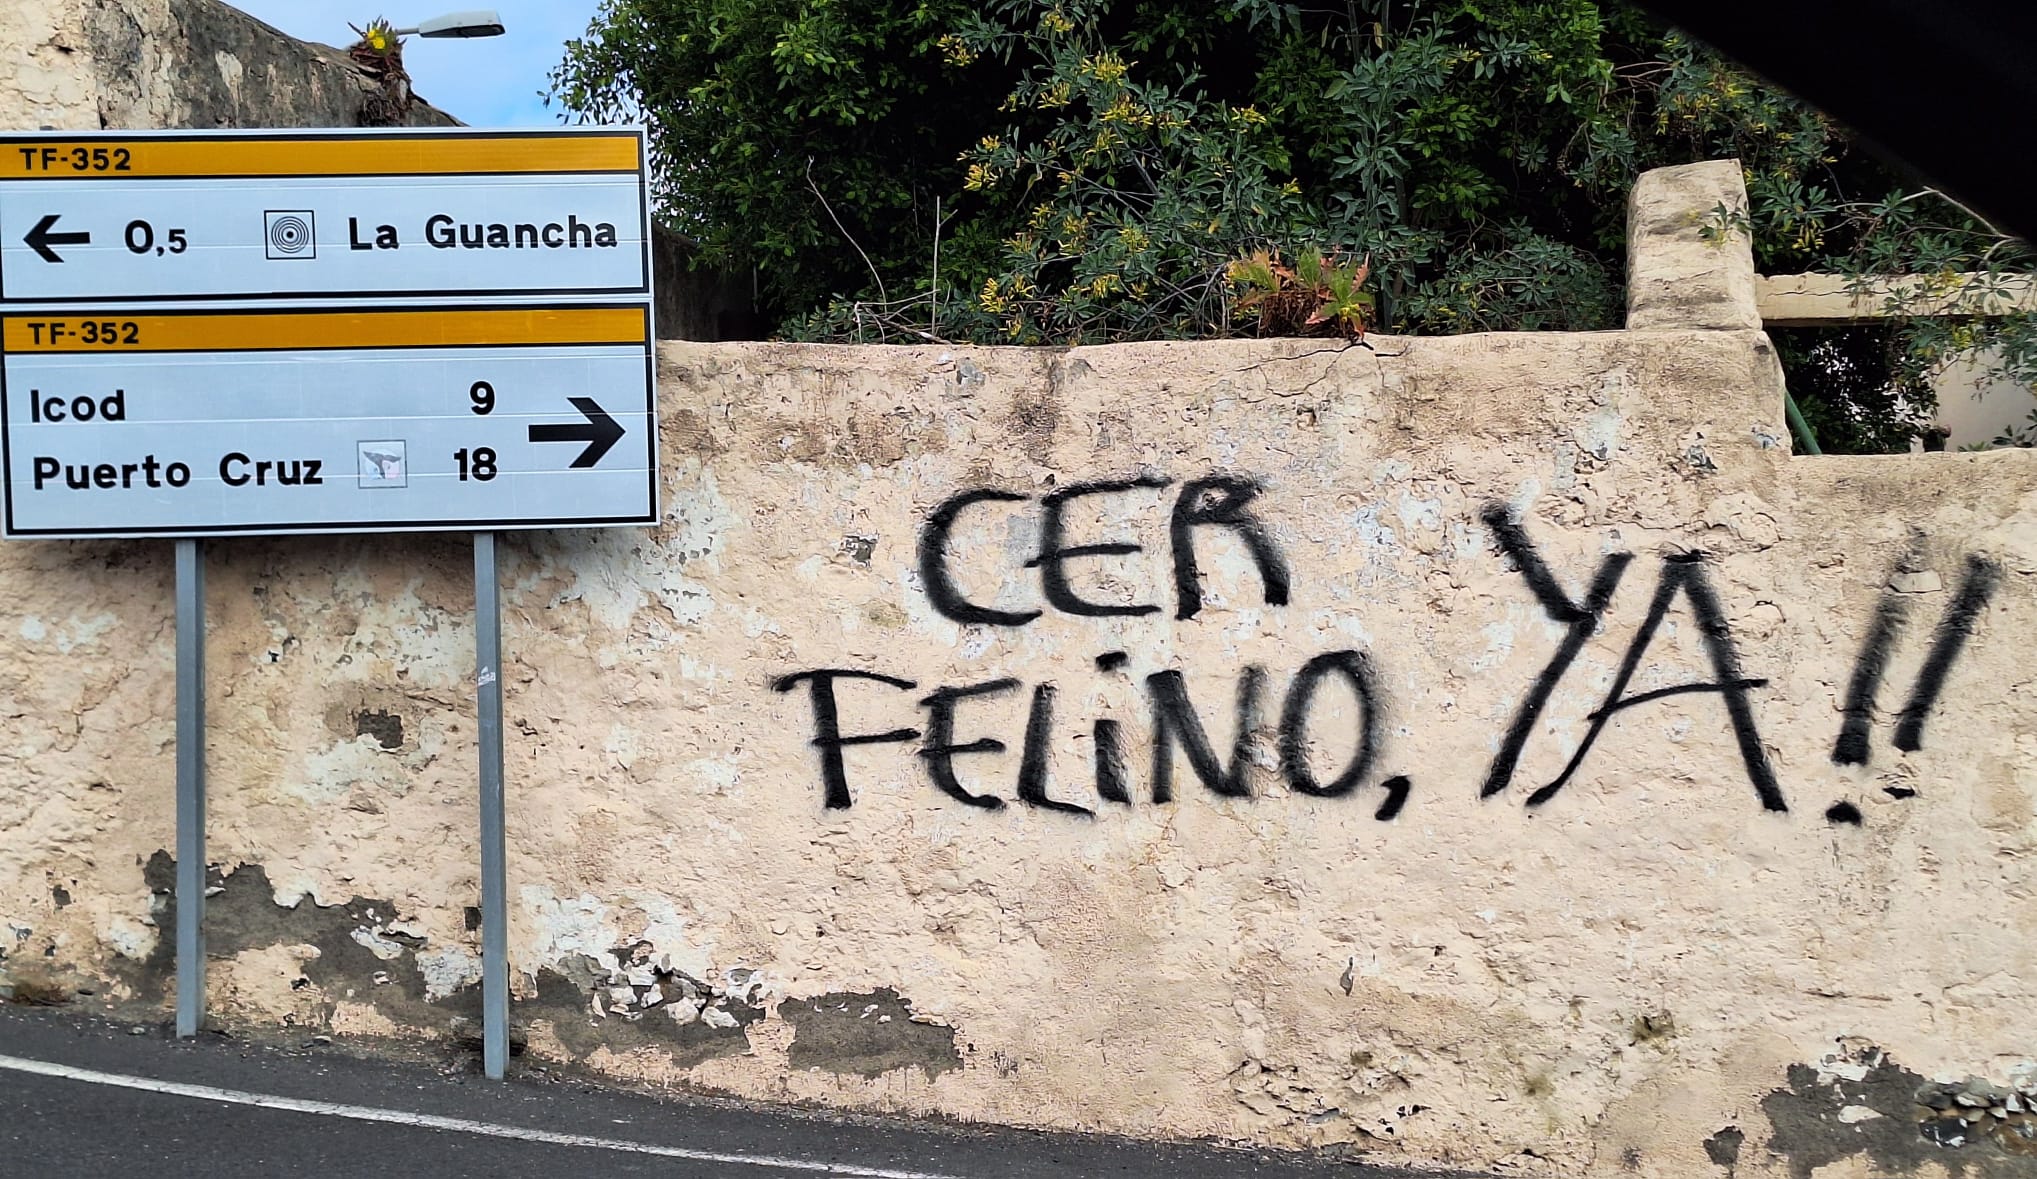 TF-352
0,5 La Guancha
TF-352
Icod 9
Puerto Cruz 18
CER
FELiNO, YA!!